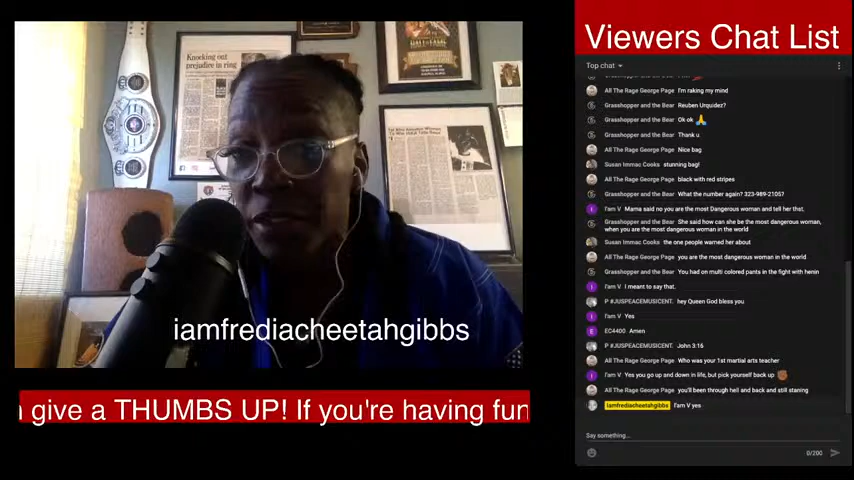 Knocking out
prejudice in ring
iamfrediacheetahgibbs
give a THUMBS UP! If you're having fun
Viewers Chat List
Top chat
All The Rage George Page I'm raking my mind
Grasshopper and the Bear Reuben Urquidez?
Grasshopper and the Bear Ok ok 🙏
Grasshopper and the Bear Thank u
All The Rage George Page Nice bag
Susan Immac Cooks stunning bag!
All The Rage George Page black with red stripes
Grasshopper and the Bear What the number again? 323-989-2105?
I'am V Mama said no you are the most Dangerous woman and tell her thst.
Grasshopper and the Bear She said how can she be the most dangerous woman,
when you are the most dangerous woman in the world
Susan Immac Cooks the one people warned her about
All The Rage George Page you are the most dangerous woman in the world
Grasshopper and the Bear You had on multi colored pants in the fight with henin
I'am V I meant to say that.
P #JUSPEACEMUSICENT. hey Queen God bless you
I'am V Yes
EC4400 Amen
P #JUSPEACEMUSICENT. John 3:16
All The Rage George Page Who was your 1st martial arts teacher
I'am V Yes you go up and down in life, but pick yourself back up
All The Rage George Page you'll been through hell and back and still staning
iamfrediacheetahgibbs I'am V yes
Say something...
0/200